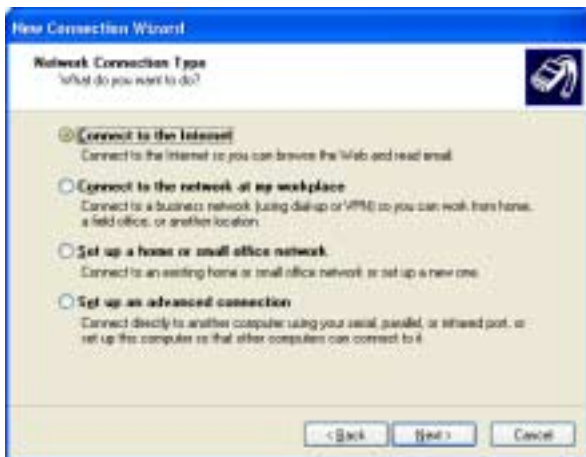 New Connection Wizard
Network Connection Type
What do you want to do?
Connect to the Internet
Connect to the Internet so you can browse the Web and read email.
Connect to the network at my workplace
Connect to a business network (using dial-up or VPN) so you can work from home,
a field office, or another location.
Set up a home or small office network
Connect to an existing home or small office network or set up a new one.
Set up an advanced connection
Connect directly to another computer using your serial, parallel, or infrared port, or
set up this computer so that other computers can connect to it.
< Back
Next >
Cancel